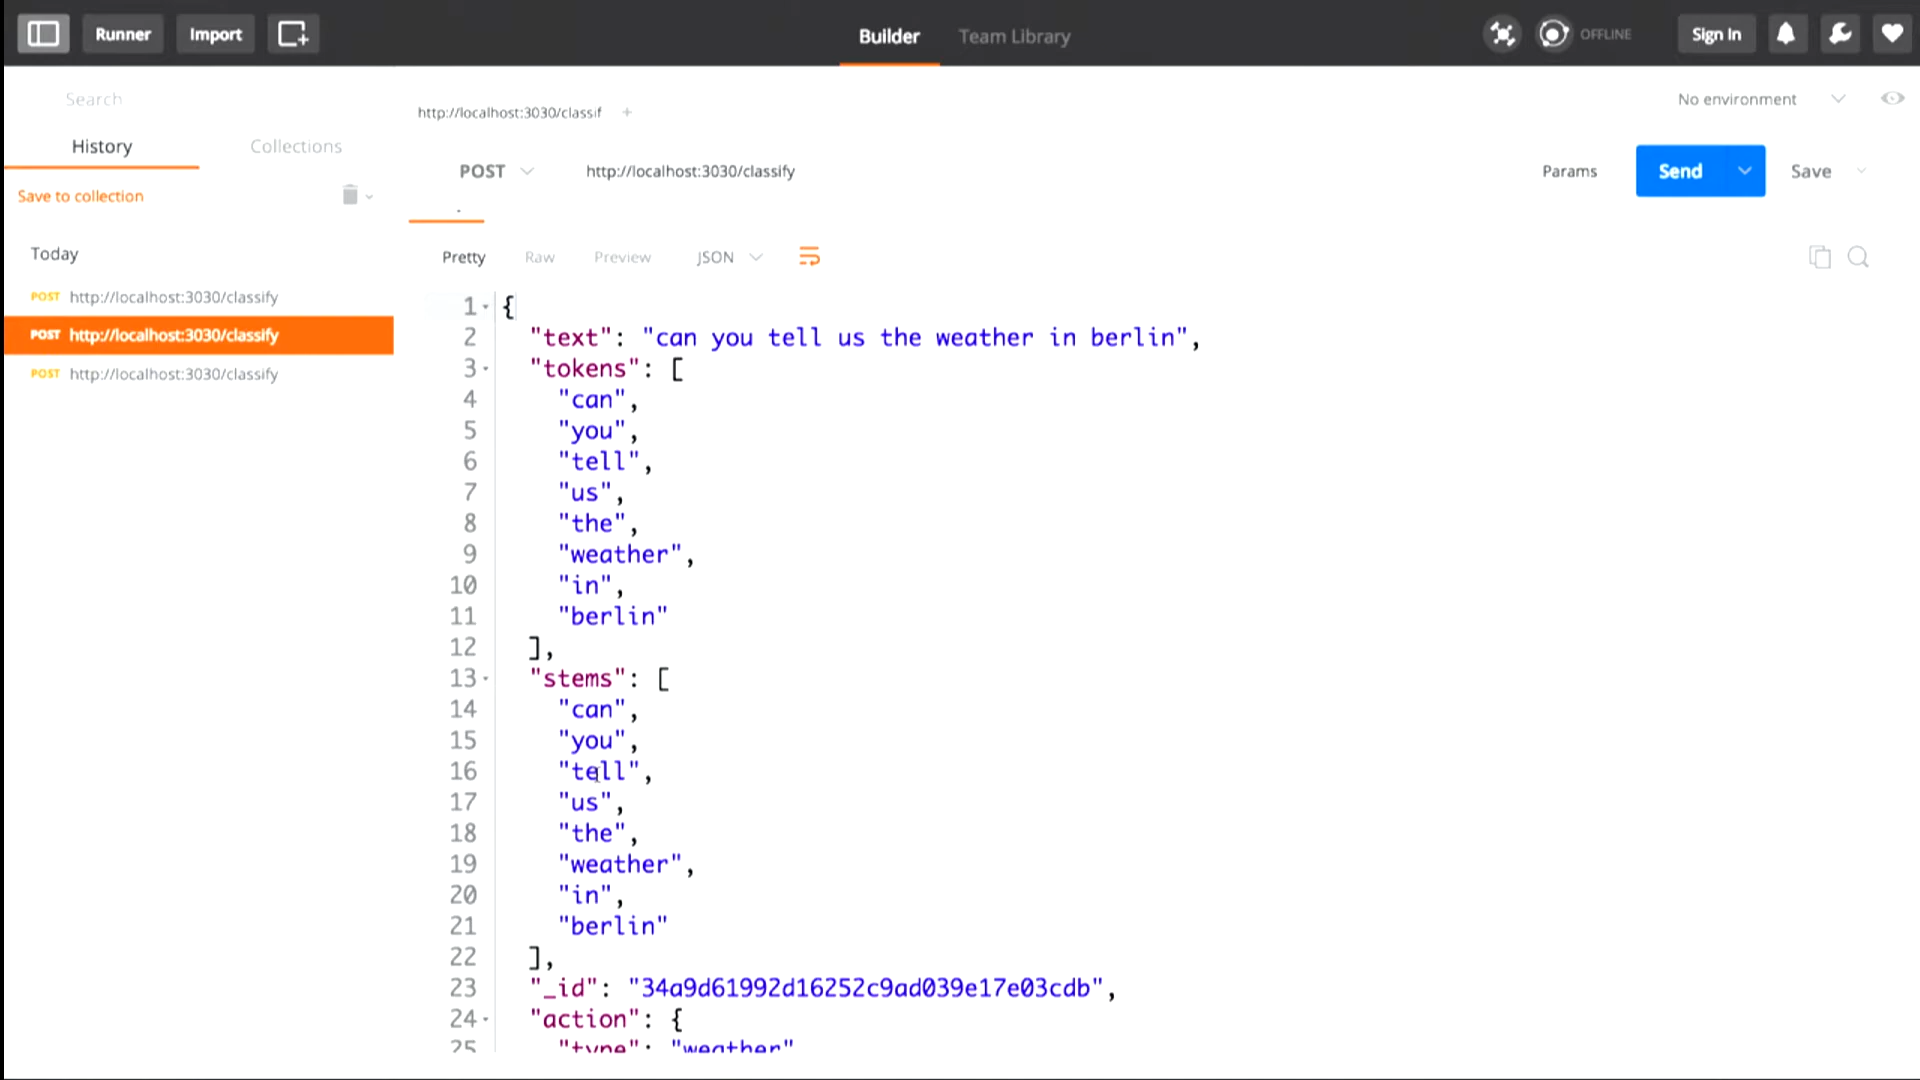 Runner Import Builder Team Library OFFLINE Sign In
Search
http://localhost:3030/classif +
No environment
History Collections
POST http://localhost:3030/classify Params Send Save
Save to collection
Today
Pretty Raw Preview JSON
POST http://localhost:3030/classify
POST http://localhost:3030/classify
POST http://localhost:3030/classify
1 {
2 "text": "can you tell us the weather in berlin",
3 "tokens": [
4 "can",
5 "you",
6 "tell",
7 "us",
8 "the",
9 "weather",
10 "in",
11 "berlin"
12 ],
13 "stems": [
14 "can",
15 "you",
16 "tell",
17 "us",
18 "the",
19 "weather",
20 "in",
21 "berlin"
22 ],
23 "_id": "34a9d61992d16252c9ad039e17e03cdb",
24 "action": {
25 "type": "weather"